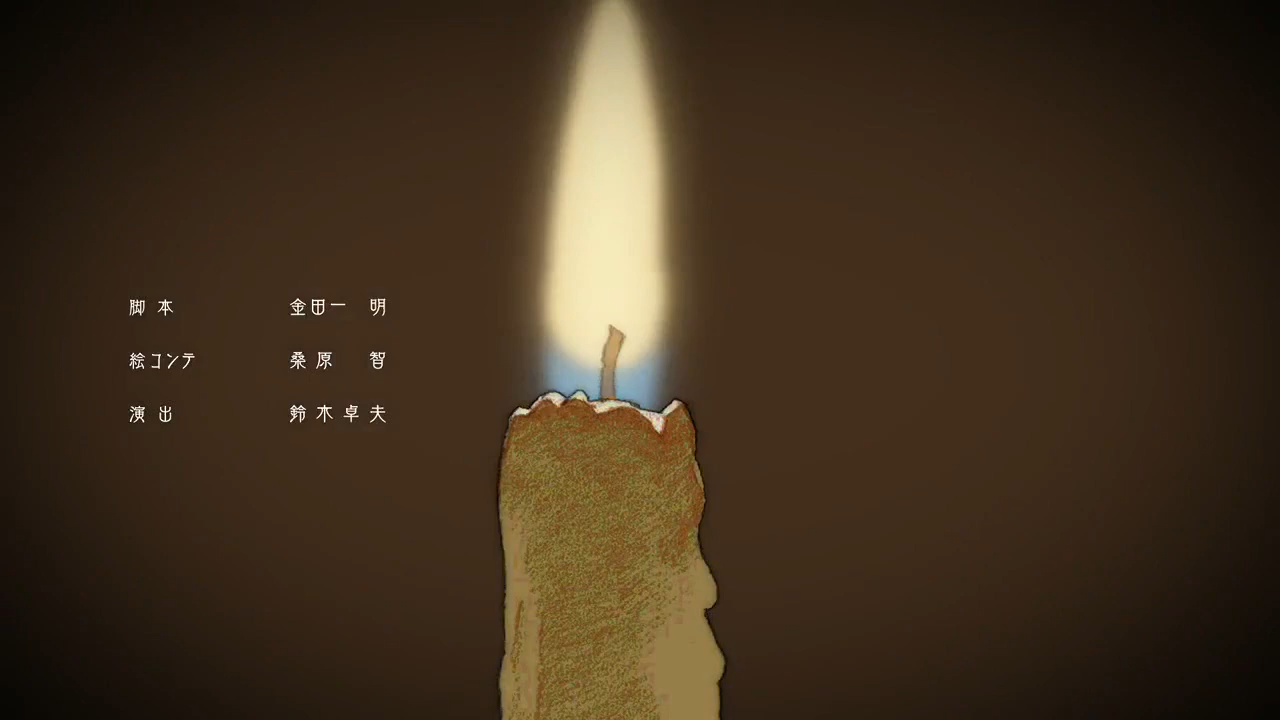 脚本 金田一 明
絵コンテ 桑原 智
演出 鈴木卓夫